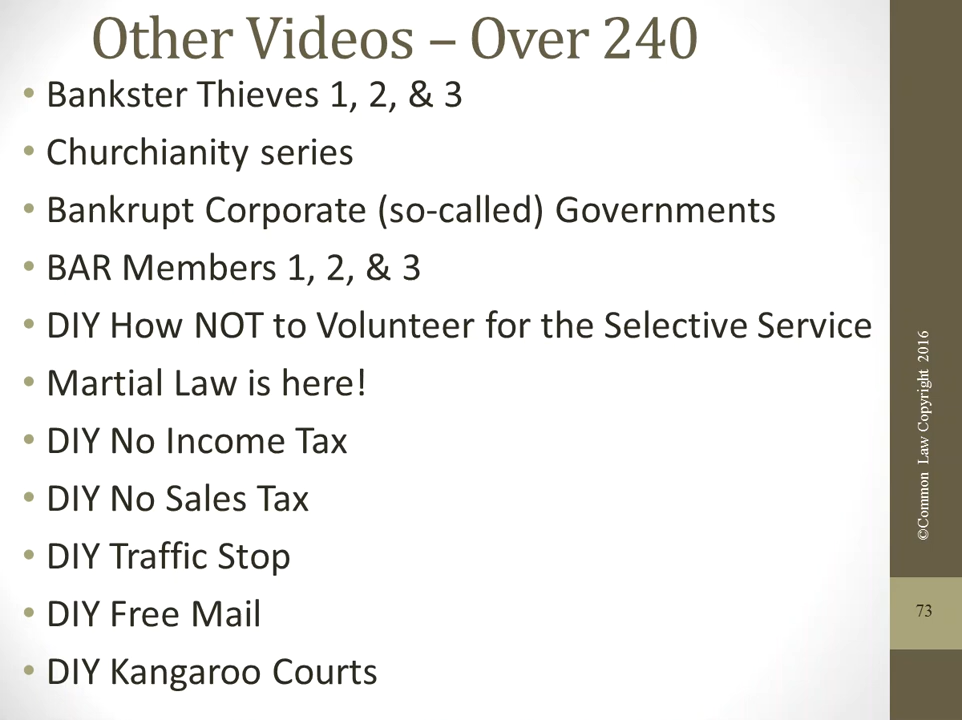 Other Videos – Over 240
• Bankster Thieves 1, 2, & 3
• Churchianity series
• Bankrupt Corporate (so-called) Governments
• BAR Members 1, 2, & 3
• DIY How NOT to Volunteer for the Selective Service
• Martial Law is here!
• DIY No Income Tax
• DIY No Sales Tax
• DIY Traffic Stop
• DIY Free Mail
• DIY Kangaroo Courts
©Common Law Copyright 2016
73